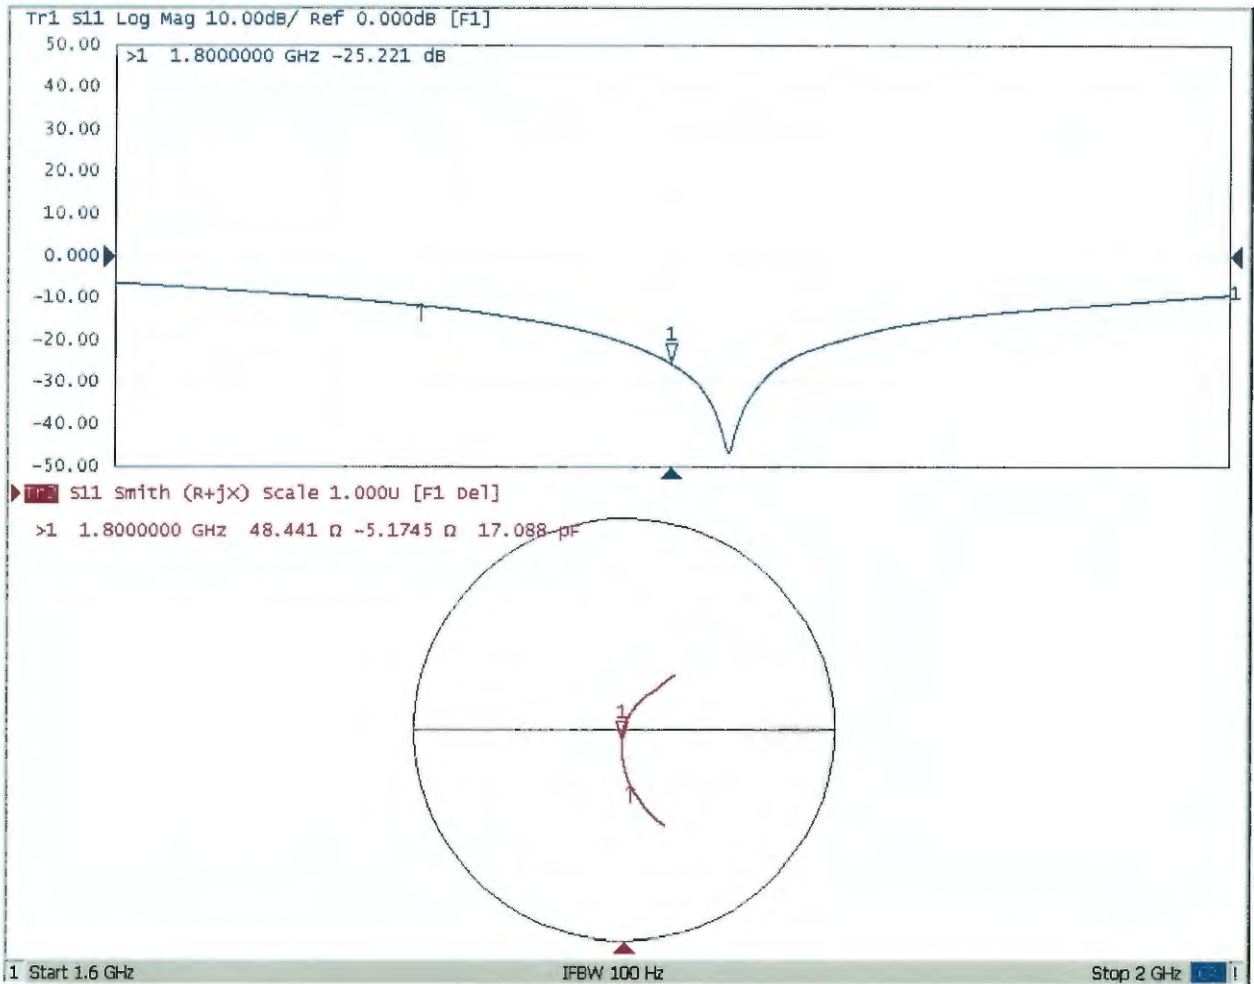 Tr1 S11 Log Mag 10.00dB/ Ref 0.000dB [F1]
50.00
>1 1.8000000 GHz -25.221 dB
40.00
30.00
20.00
10.00
0.000
-10.00
1
1
-20.00
-30.00
-40.00
-50.00
S11 Smith (R+jX) Scale 1.000U [F1 Del]
>1 1.8000000 GHz 48.441 Ω -5.1745 Ω 17.088 pF
1
1 Start 1.6 GHz IFBW 100 Hz Stop 2 GHz